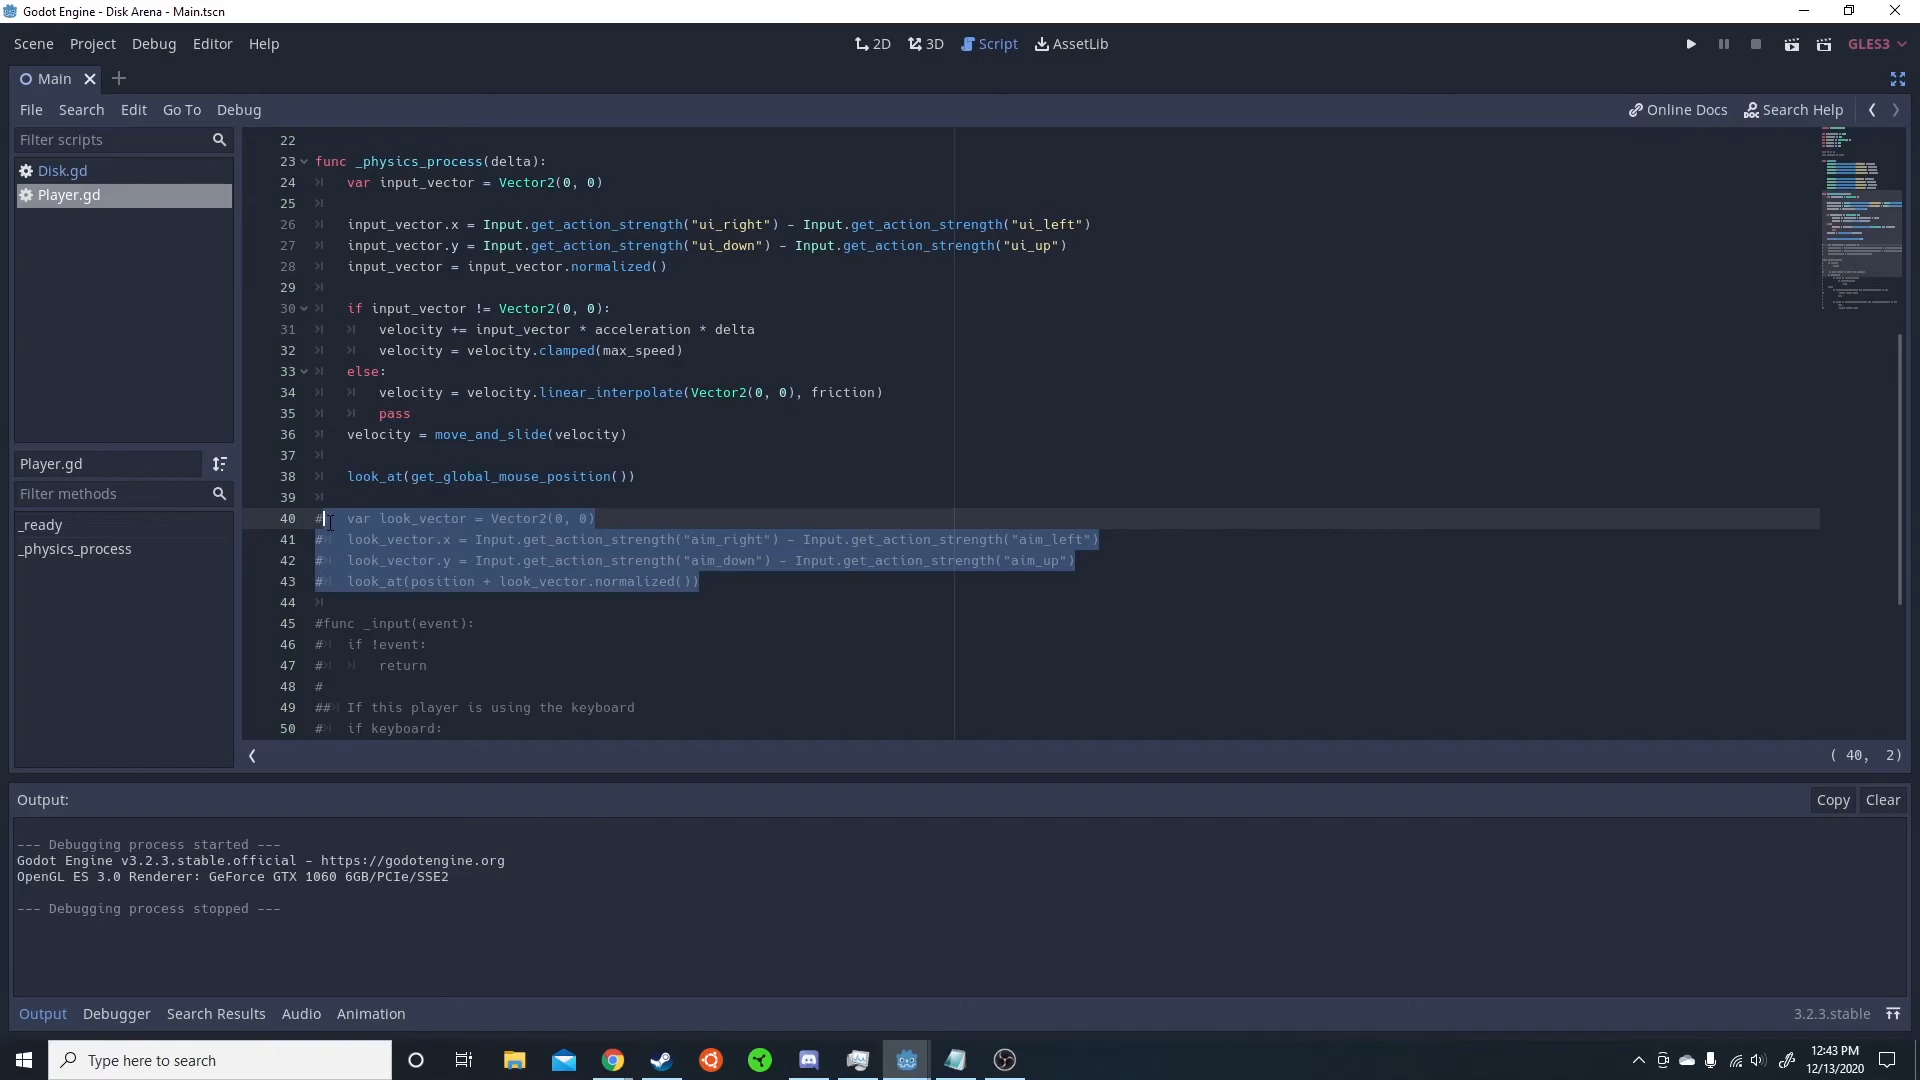 Godot Engine - Disk Arena - Main.tscn
Scene Project Debug Editor Help
2D 3D Script AssetLib
GLES3
Main
File Search Edit Go To Debug
Online Docs Search Help
Filter scripts
Disk.gd
Player.gd
Player.gd
Filter methods
_ready
_physics_process
22
23 func _physics_process(delta):
24 var input_vector = Vector2(0, 0)
25
26 input_vector.x = Input.get_action_strength("ui_right") - Input.get_action_strength("ui_left")
27 input_vector.y = Input.get_action_strength("ui_down") - Input.get_action_strength("ui_up")
28 input_vector = input_vector.normalized()
29
30 if input_vector != Vector2(0, 0):
31 velocity += input_vector * acceleration * delta
32 velocity = velocity.clamped(max_speed)
33 else:
34 velocity = velocity.linear_interpolate(Vector2(0, 0), friction)
35 pass
36 velocity = move_and_slide(velocity)
37
38 look_at(get_global_mouse_position())
39
40 # var look_vector = Vector2(0, 0)
41 # look_vector.x = Input.get_action_strength("aim_right") - Input.get_action_strength("aim_left")
42 # look_vector.y = Input.get_action_strength("aim_down") - Input.get_action_strength("aim_up")
43 # look_at(position + look_vector.normalized())
44
45 #func _input(event):
46 # if !event:
47 # return
48 #
49 ## If this player is using the keyboard
50 # if keyboard:
( 40, 2)
Output:
Copy Clear
--- Debugging process started ---
Godot Engine v3.2.3.stable.official - https://godotengine.org
OpenGL ES 3.0 Renderer: GeForce GTX 1060 6GB/PCIe/SSE2
--- Debugging process stopped ---
Output Debugger Search Results Audio Animation
3.2.3.stable
Type here to search
12:43 PM
12/13/2020